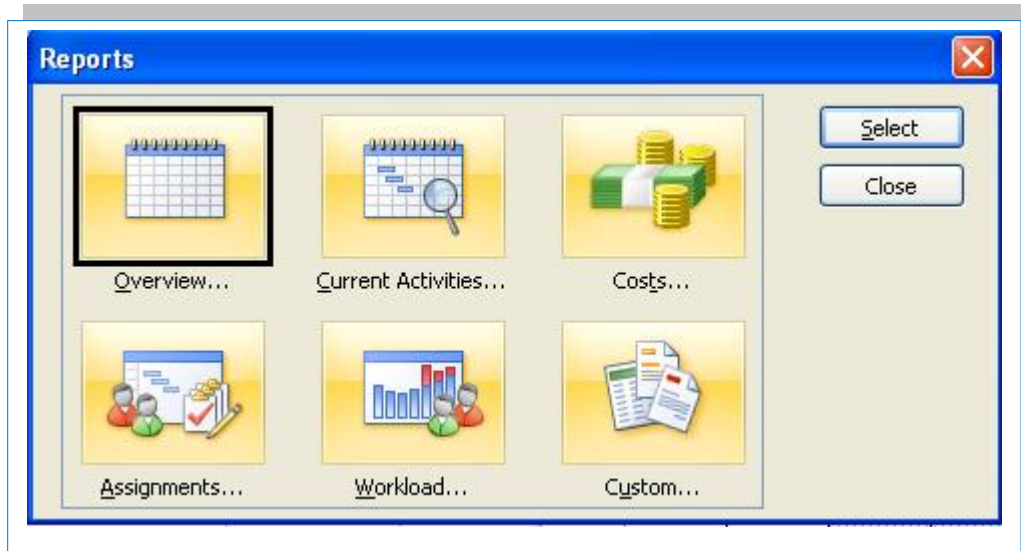 Reports
Select
Close
Overview...
Current Activities...
Costs...
Assignments...
Workload...
Custom...